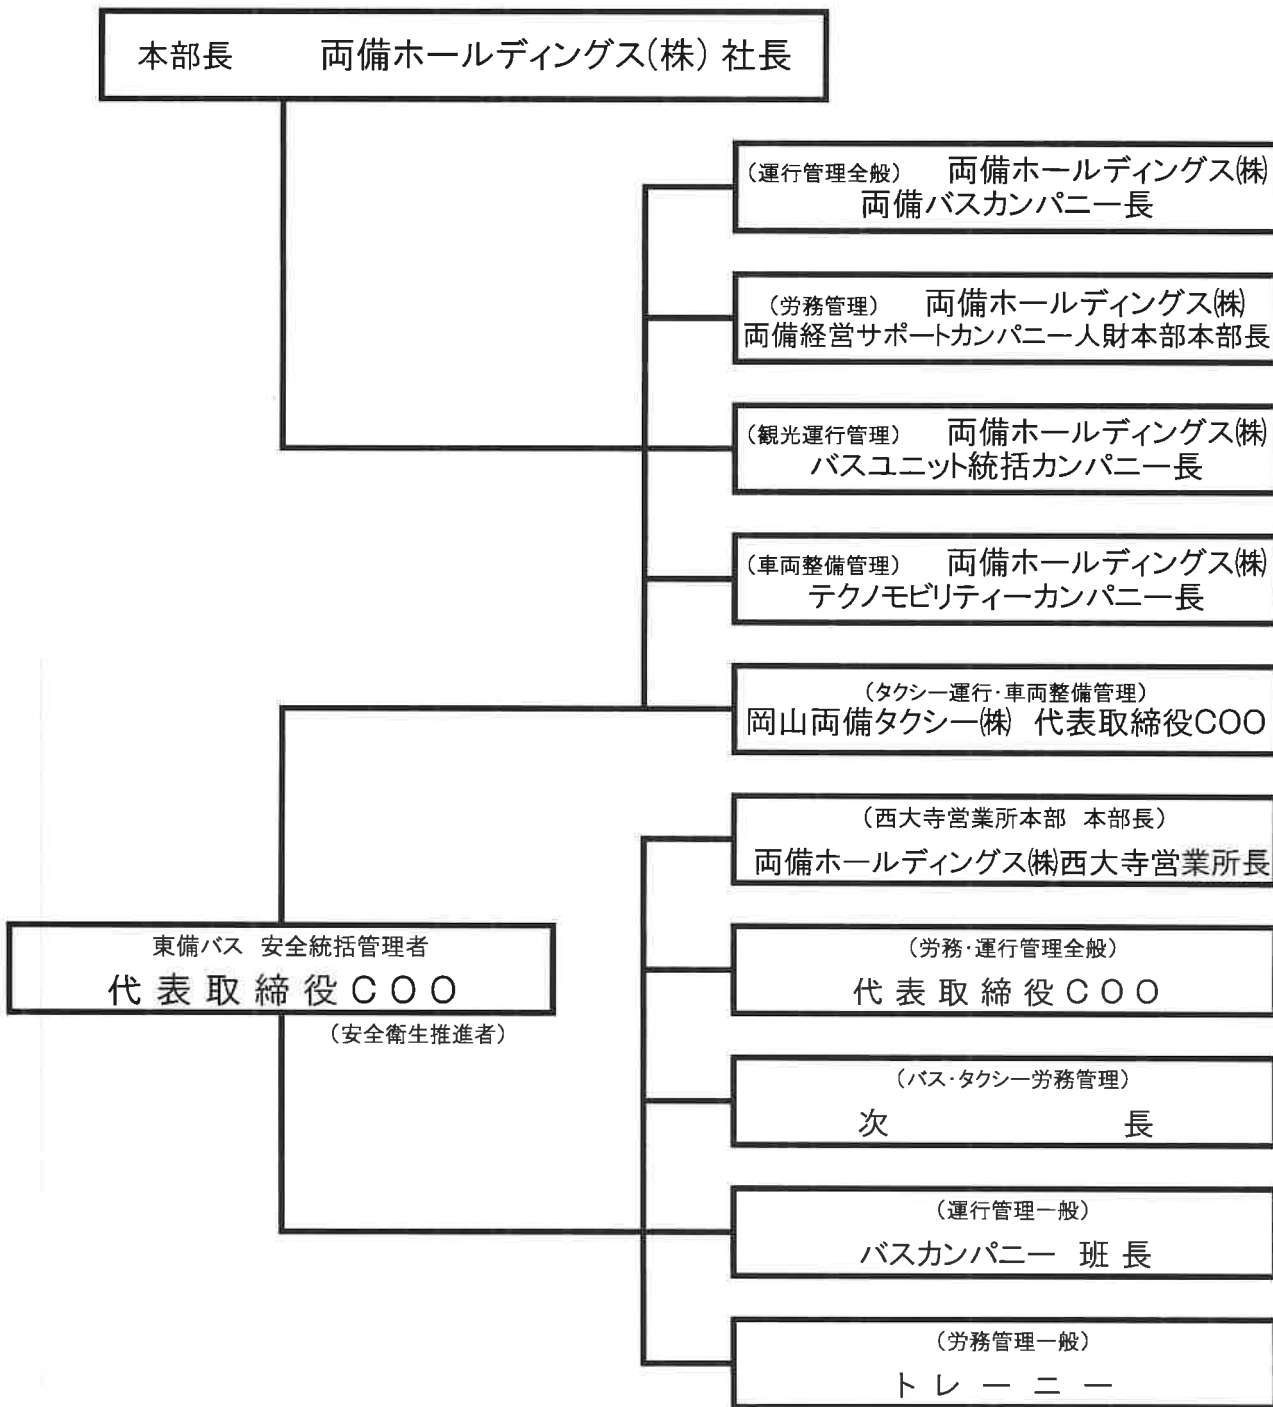 本部長 両備ホールディングス(株) 社長
(運行管理全般) 両備ホールディングス㈱
両備バスカンパニー長
(労務管理) 両備ホールディングス㈱
両備経営サポートカンパニー人財本部本部長
(観光運行管理) 両備ホールディングス㈱
バスユニット統括カンパニー長
(車両整備管理) 両備ホールディングス㈱
テクノモビリティーカンパニー長
(タクシー運行・車両整備管理)
岡山両備タクシー㈱ 代表取締役COO
(西大寺営業所本部 本部長)
両備ホールディングス㈱西大寺営業所長
東備バス 安全統括管理者
代表取締役COO
(安全衛生推進者)
(労務・運行管理全般)
代表取締役COO
(バス・タクシー労務管理)
次 長
(運行管理一般)
バスカンパニー 班長
(労務管理一般)
トレーニー